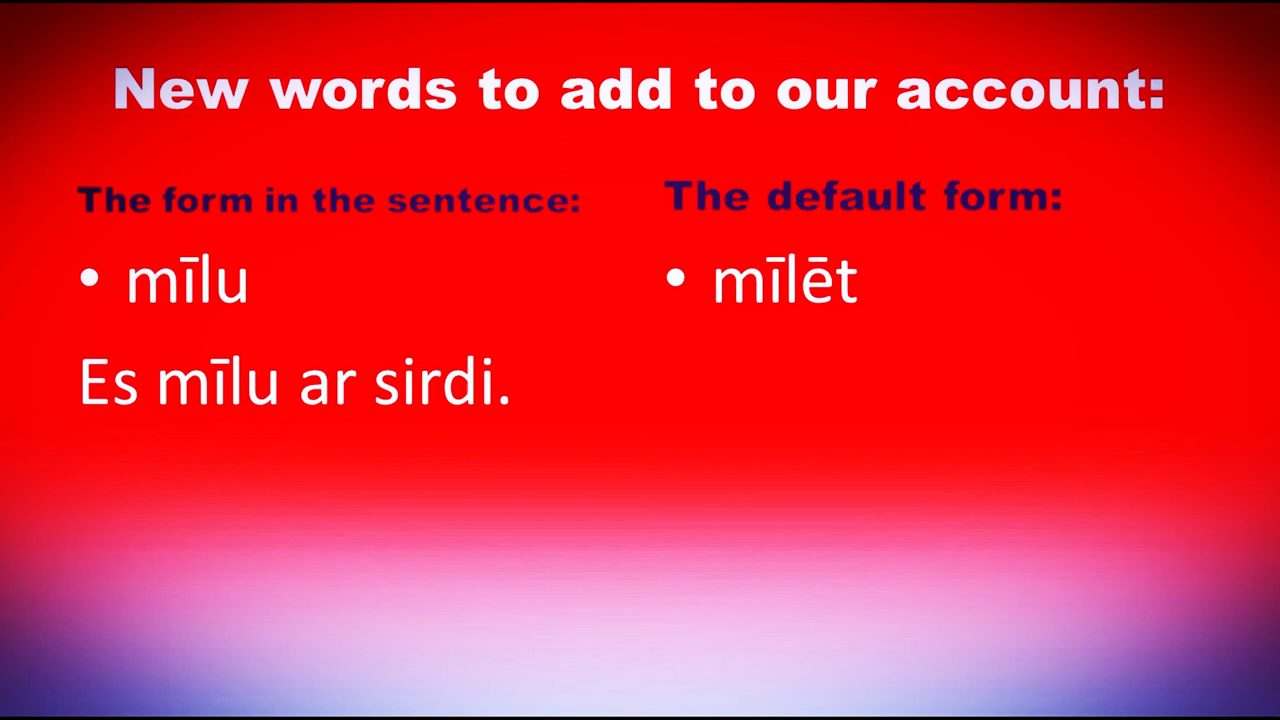 New words to add to our account:
The form in the sentence:
• mīlu
Es mīlu ar sirdi.
The default form:
• mīlēt